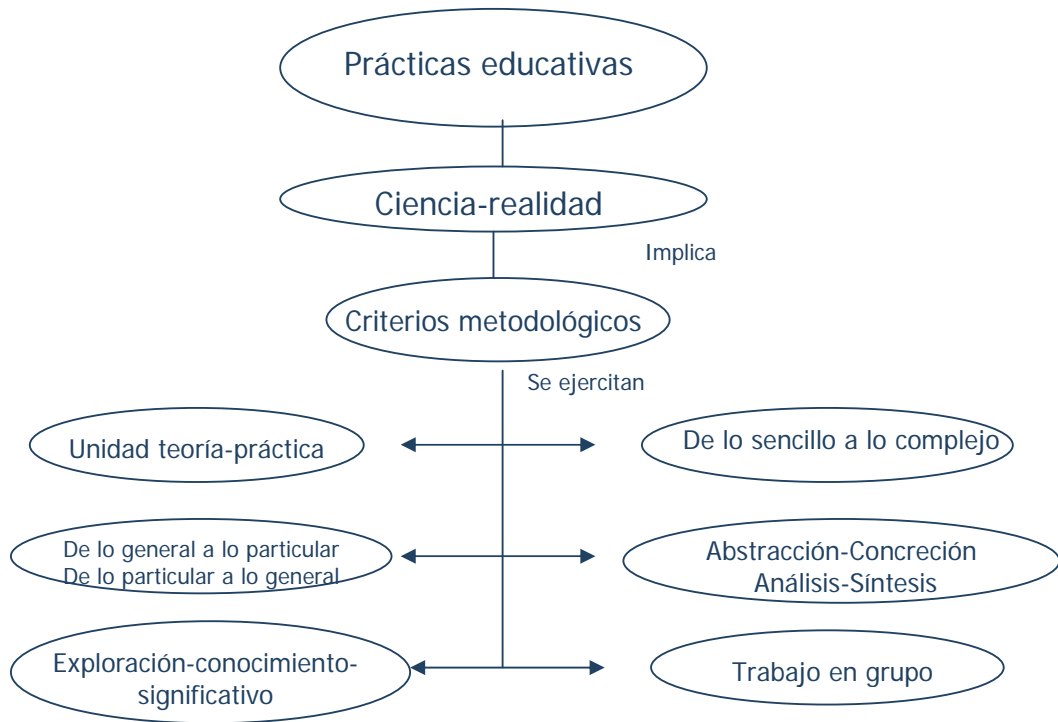 Prácticas educativas
Ciencia-realidad
Implica
Criterios metodológicos
Se ejercitan
Unidad teoría-práctica
De lo sencillo a lo complejo
De lo general a lo particular
De lo particular a lo general
Abstracción-Concreción
Análisis-Síntesis
Exploración-conocimiento-
significativo
Trabajo en grupo